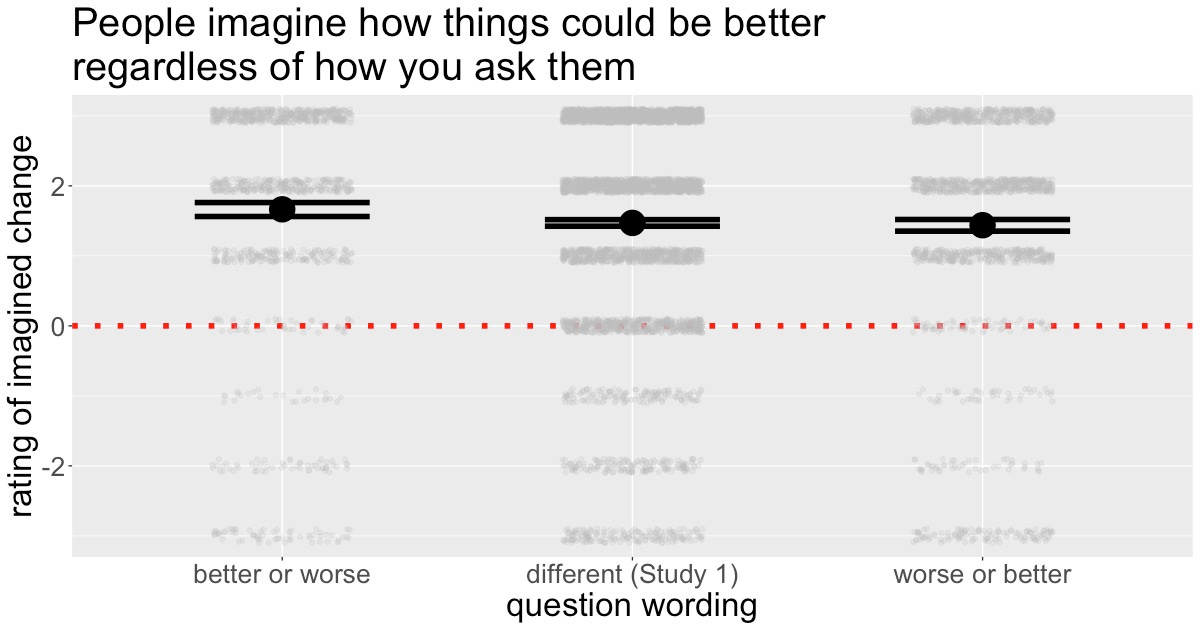 People imagine how things could be better
regardless of how you ask them
rating of imagined change
2
0
-2
better or worse
different (Study 1)
worse or better
question wording